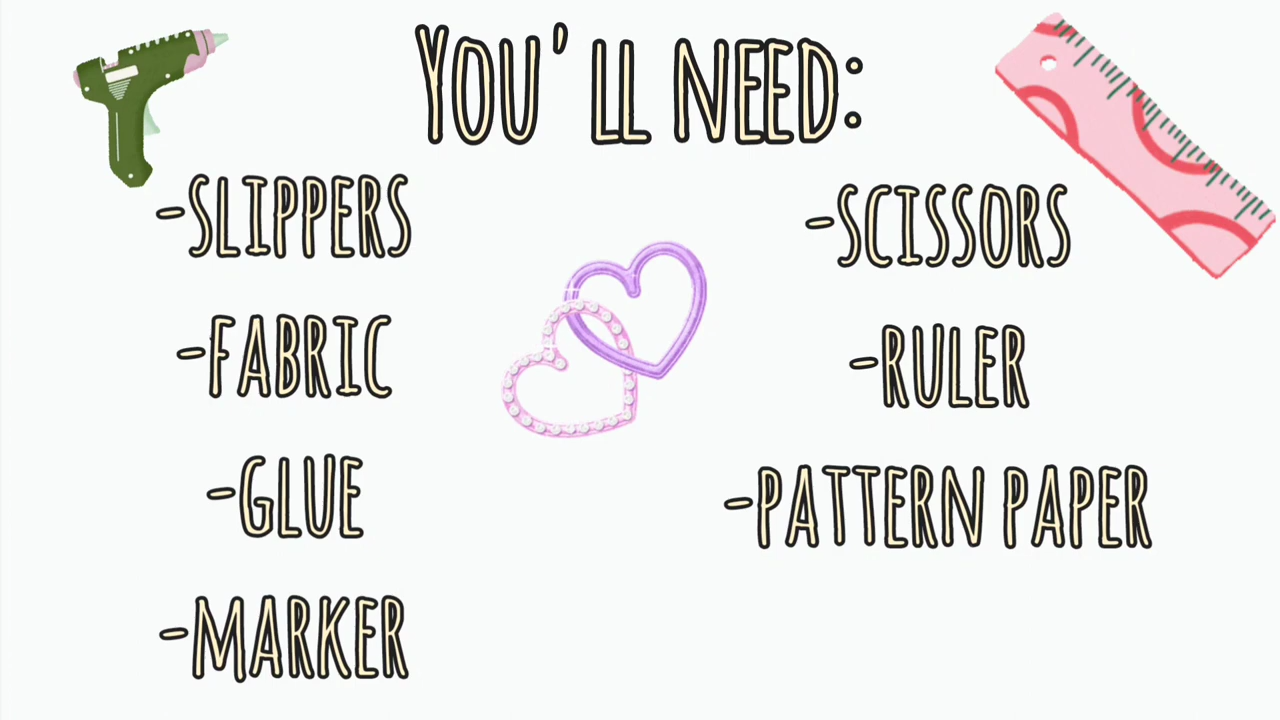 YOU'LL NEED:
-SLIPPERS
-FABRIC
-GLUE
-MARKER
-SCISSORS
-RULER
-PATTERN PAPER